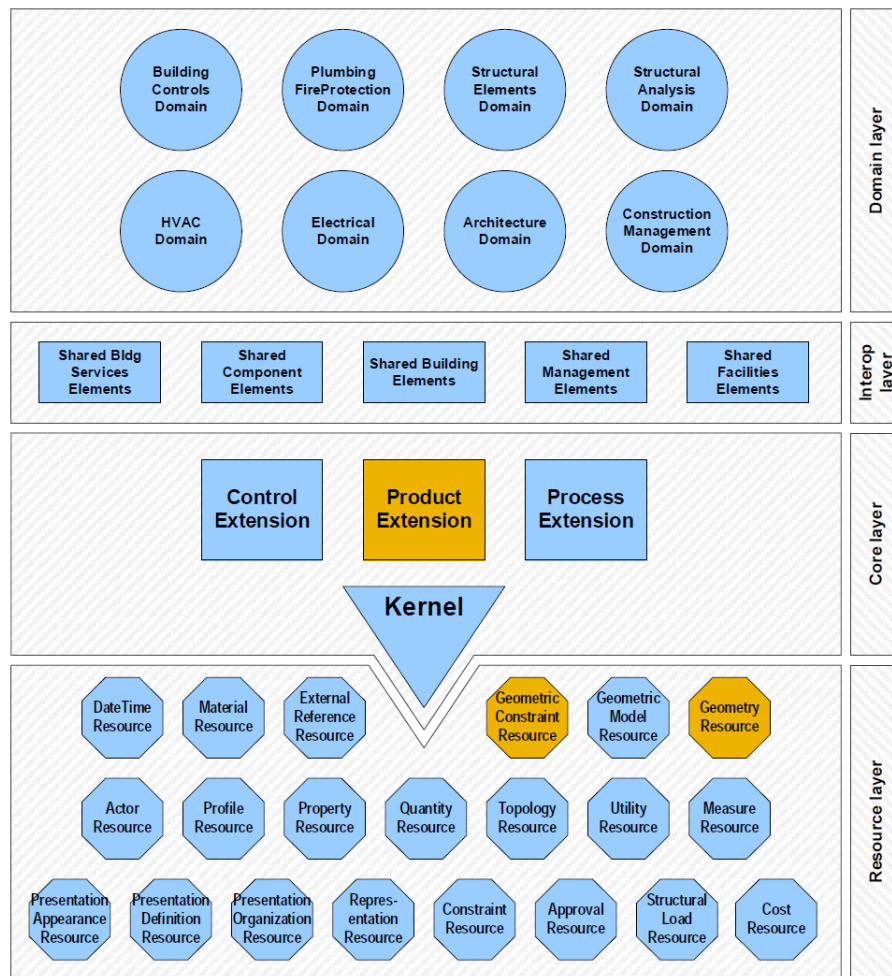 Building
Controls
Domain
Plumbing
FireProtection
Domain
Structural
Elements
Domain
Structural
Analysis
Domain
HVAC
Domain
Electrical
Domain
Architecture
Domain
Construction
Management
Domain
Domain layer
Shared Bldg
Services
Elements
Shared
Component
Elements
Shared Building
Elements
Shared
Management
Elements
Shared
Facilities
Elements
Interop
layer
Control
Extension
Product
Extension
Process
Extension
Kernel
Core layer
DateTime
Resource
Material
Resource
External
Reference
Resource
Geometric
Constraint
Resource
Geometric
Model
Resource
Geometry
Resource
Actor
Resource
Profile
Resource
Property
Resource
Quantity
Resource
Topology
Resource
Utility
Resource
Measure
Resource
Presentation
Appearance
Resource
Presentation
Definition
Resource
Presentation
Organization
Resource
Repres-
entation
Resource
Constraint
Resource
Approval
Resource
Structural
Load
Resource
Cost
Resource
Resource layer